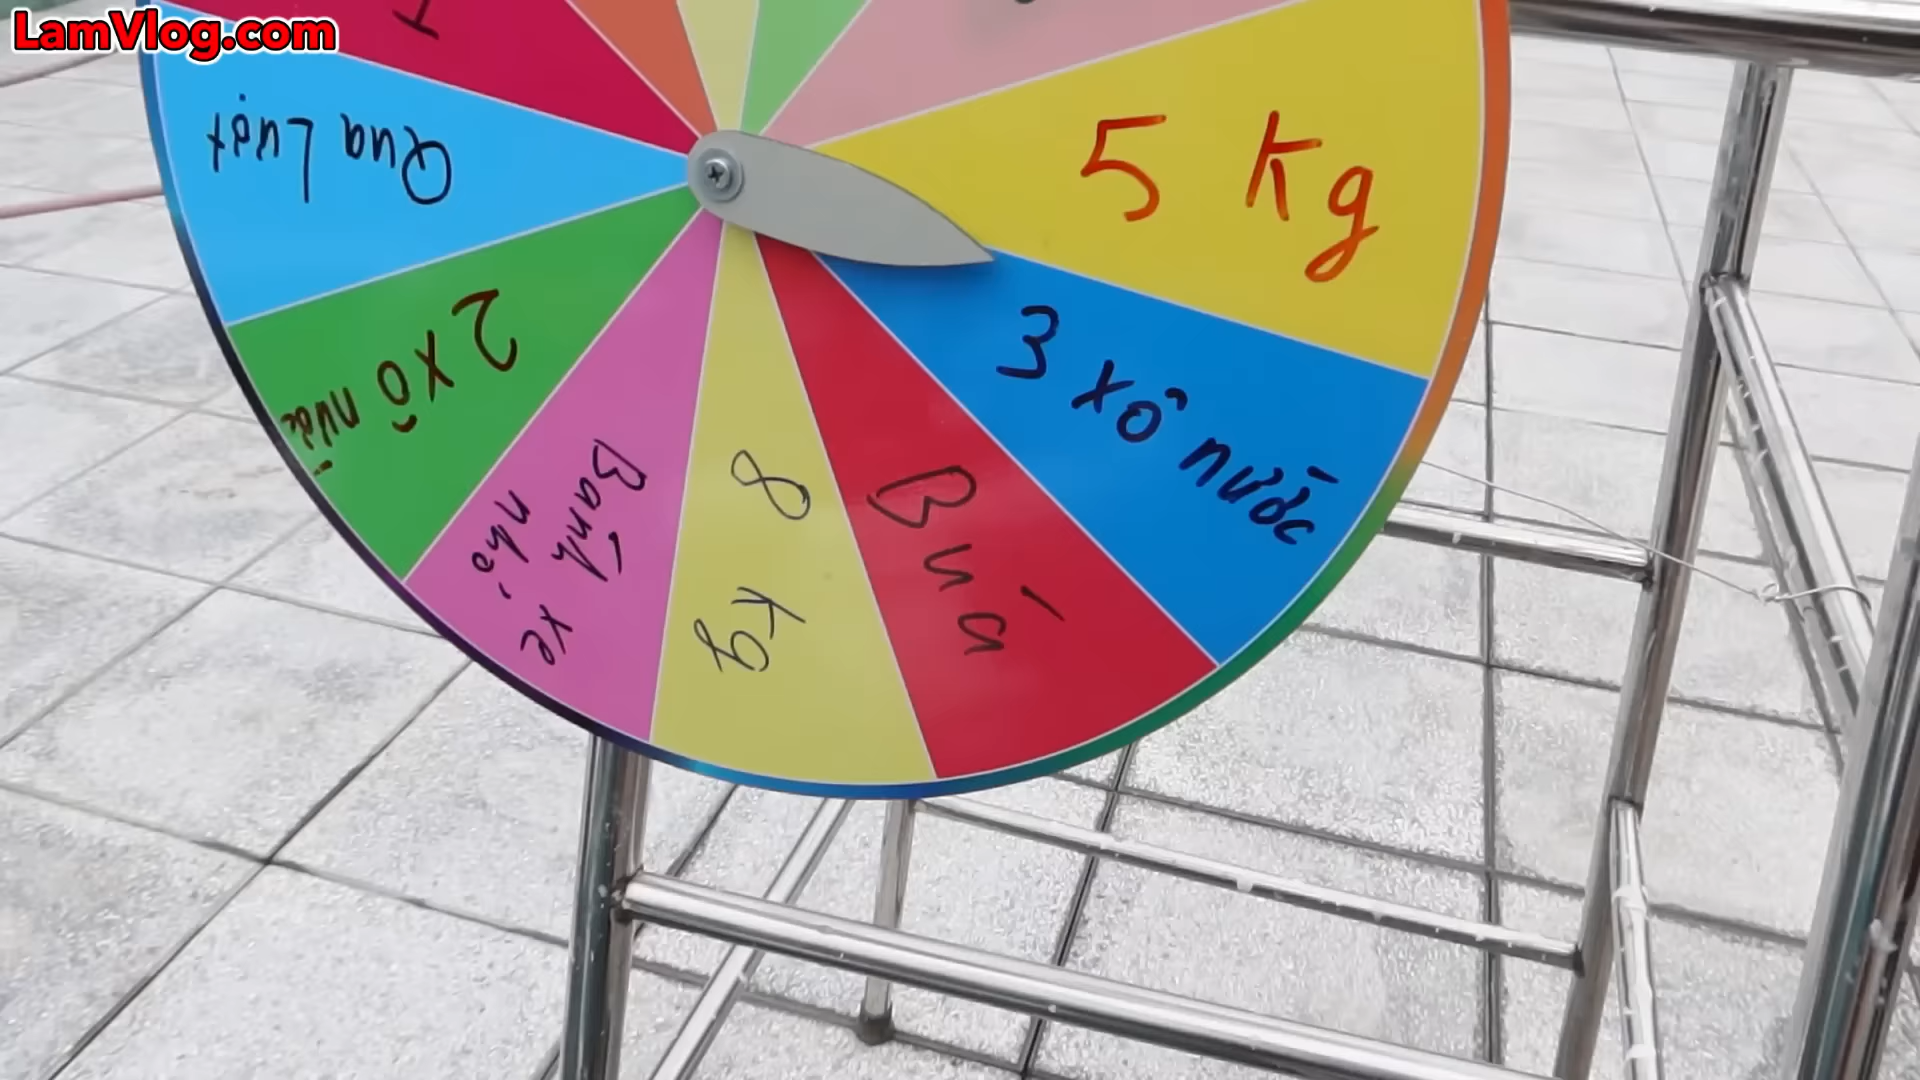 LamVlog.com
5 kg
3 xô nước
Búa
8 kg
Bánh xe
nhỏ
2 xô nước
Qua Lượt